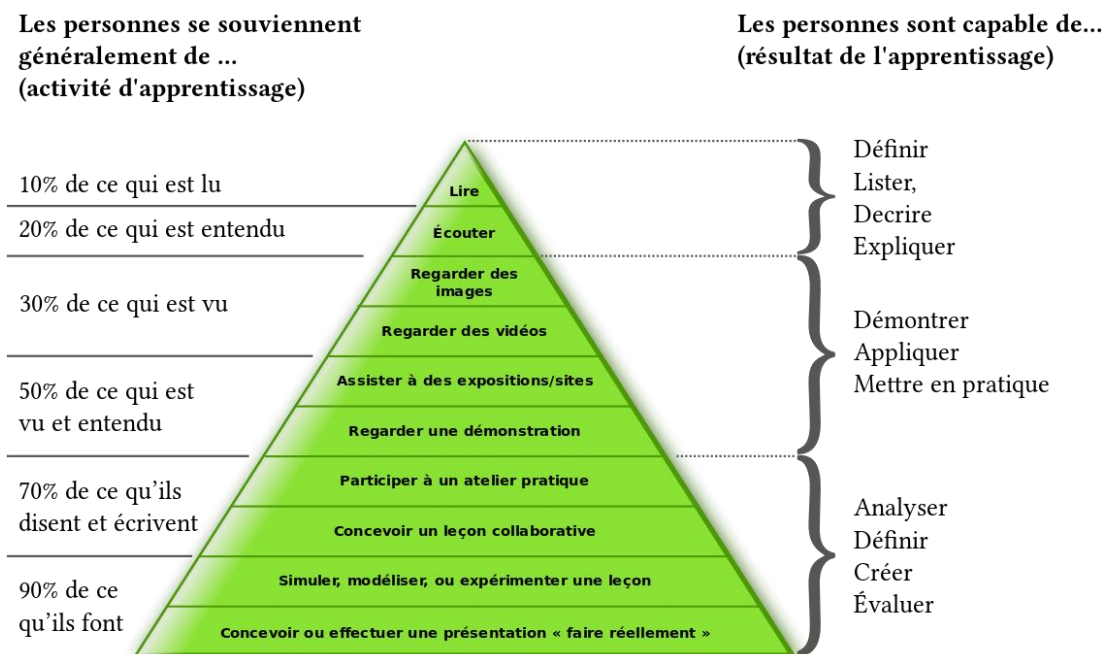 Les personnes se souviennent
généralement de ...
(activité d'apprentissage)
Les personnes sont capable de...
(résultat de l'apprentissage)
10% de ce qui est lu
20% de ce qui est entendu
30% de ce qui est vu
50% de ce qui est
vu et entendu
70% de ce qu’ils
disent et écrivent
90% de ce
qu’ils font
Lire
Écouter
Regarder des
images
Regarder des vidéos
Assister à des expositions/sites
Regarder une démonstration
Participer à un atelier pratique
Concevoir un leçon collaborative
Simuler, modéliser, ou expérimenter une leçon
Concevoir ou effectuer une présentation « faire réellement »
Définir
Lister,
Decrire
Expliquer
Démontrer
Appliquer
Mettre en pratique
Analyser
Définir
Créer
Évaluer